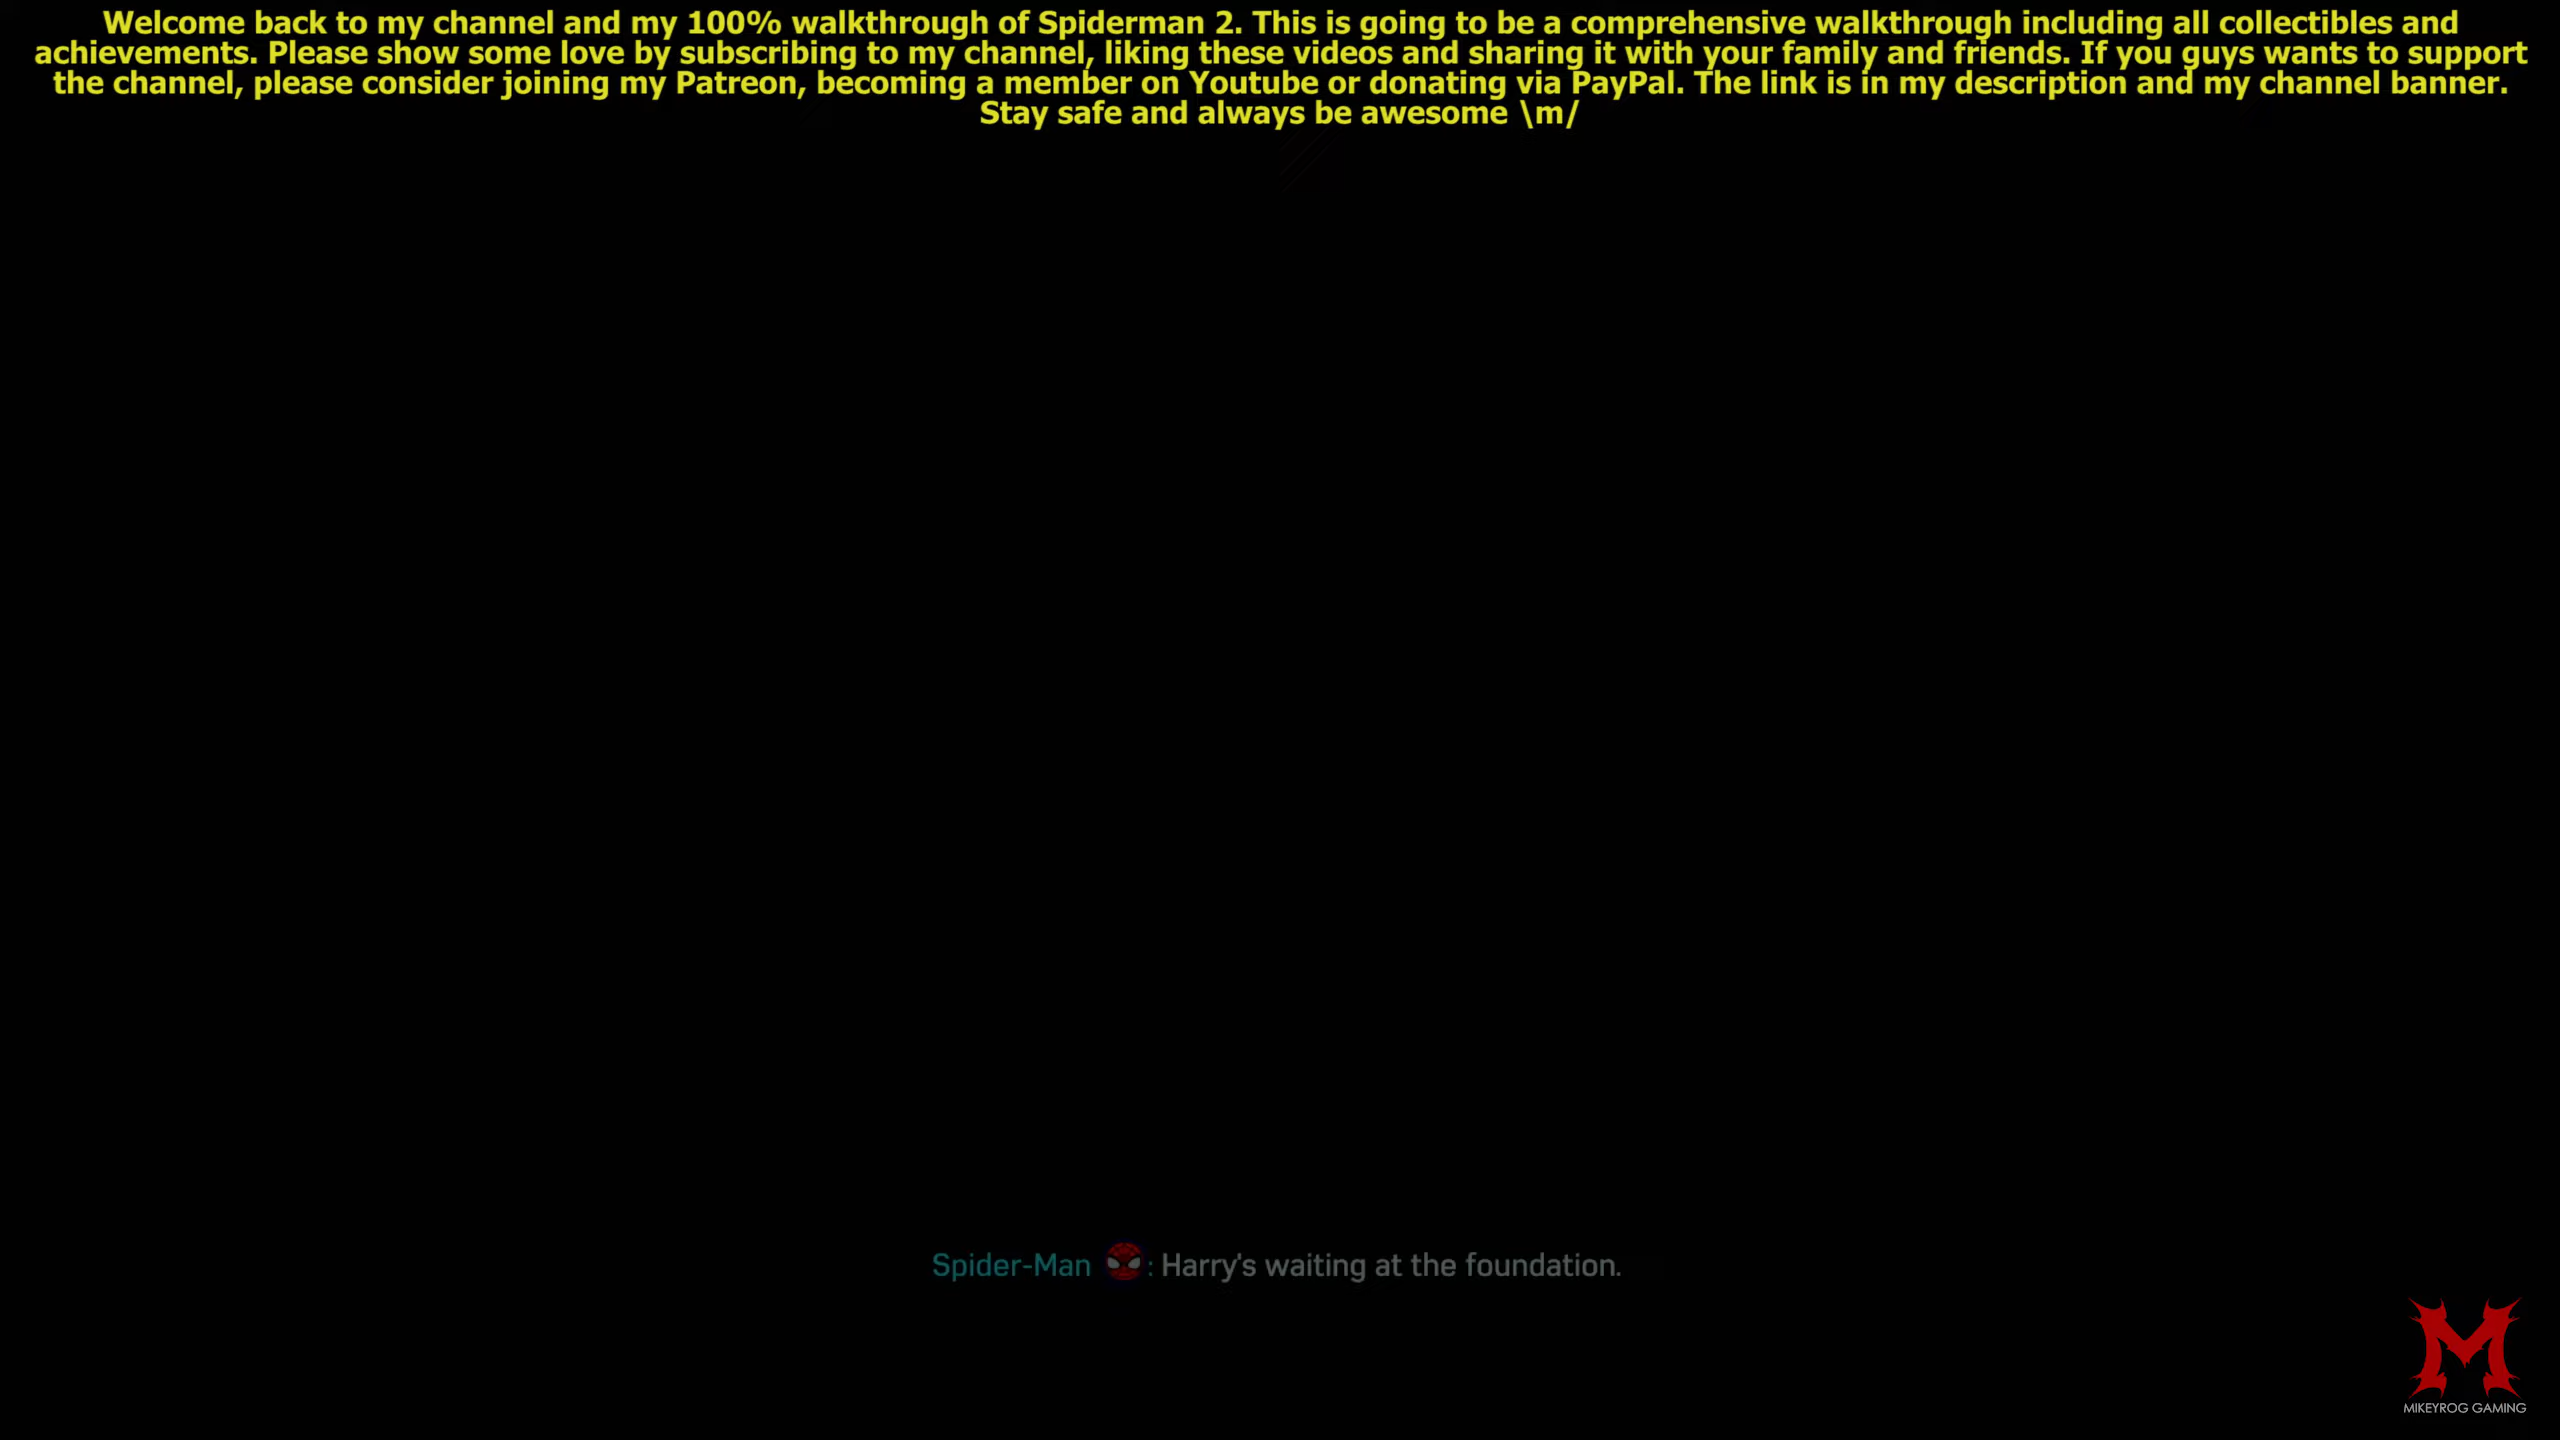 Welcome back to my channel and my 100% walkthrough of Spiderman 2. This is going to be a comprehensive walkthrough including all collectibles and
achievements. Please show some love by subscribing to my channel, liking these videos and sharing it with your family and friends. If you guys wants to support
the channel, please consider joining my Patreon, becoming a member on Youtube or donating via PayPal. The link is in my description and my channel banner.
Stay safe and always be awesome \m/
Spider-Man : Harry's waiting at the foundation.
M
MIKEYROG GAMING